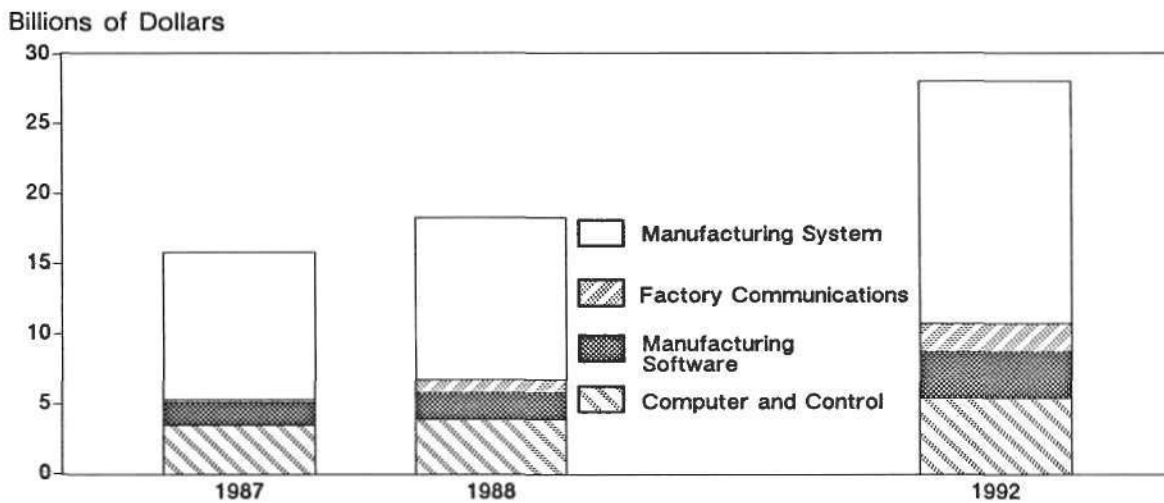 Billions of Dollars
30
25
20
15
10
5
0
Manufacturing System
Factory Communications
Manufacturing
Software
Computer and Control
1987 1988 1992